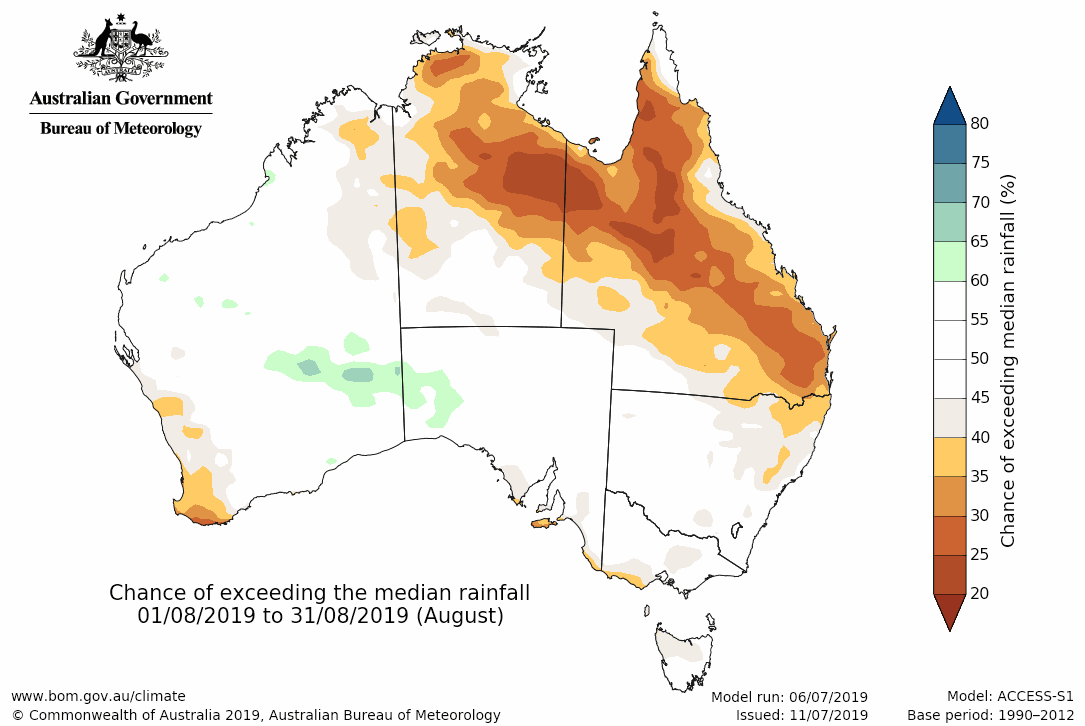 Australian Government
Bureau of Meteorology
80
75
70
65
60
55
50
45
40
35
30
25
20
Chance of exceeding median rainfall (%)
Chance of exceeding the median rainfall
01/08/2019 to 31/08/2019 (August)
www.bom.gov.au/climate
© Commonwealth of Australia 2019, Australian Bureau of Meteorology
Model run: 06/07/2019
Issued: 11/07/2019
Model: ACCESS-S1
Base period: 1990–2012